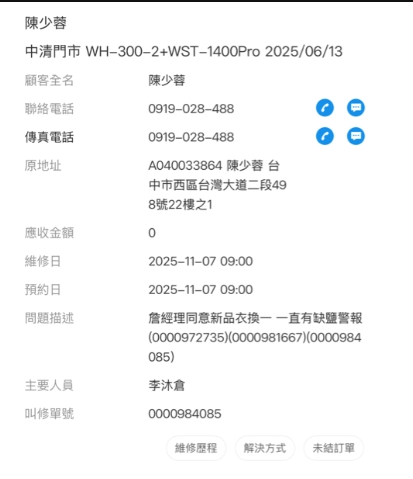 陳少蓉
中清門市 WH-300-2+WST-1400Pro 2025/06/13
顧客全名 陳少蓉
聯絡電話 0919-028-488
傳真電話 0919-028-488
原地址 A040033864 陳少蓉 台
中市西區台灣大道二段49
8號22樓之1
應收金額 0
維修日 2025-11-07 09:00
預約日 2025-11-07 09:00
問題描述 詹經理同意新品衣換一 一直有缺鹽警報
(0000972735)(0000981667)(0000984
085)
主要人員 李沐倉
叫修單號 0000984085
維修歷程 解決方式 未結訂單